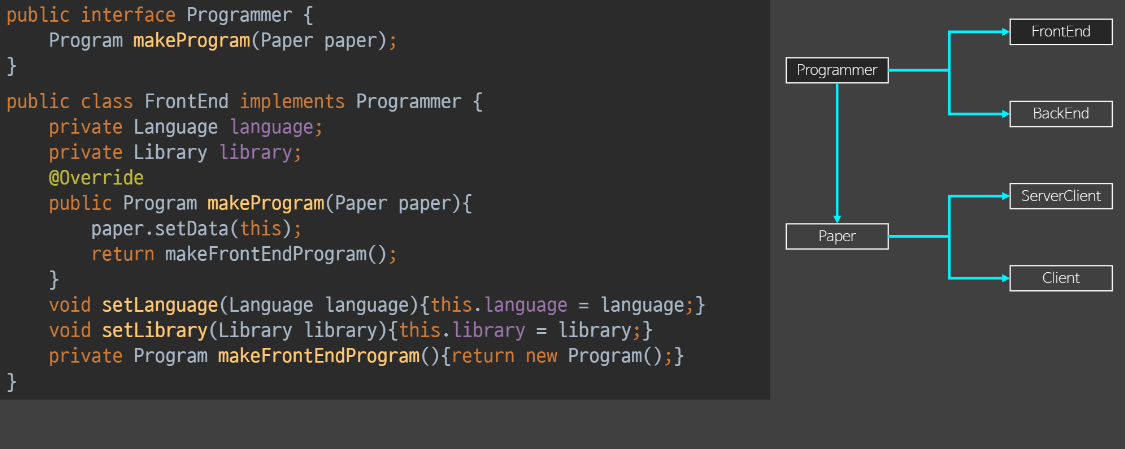 public interface Programmer {
    Program makeProgram(Paper paper);
}
public class FrontEnd implements Programmer {
    private Language language;
    private Library library;
    @Override
    public Program makeProgram(Paper paper){
        paper.setData(this);
        return makeFrontEndProgram();
    }
    void setLanguage(Language language){this.language = language;}
    void setLibrary(Library library){this.library = library;}
    private Program makeFrontEndProgram(){return new Program();}
}
FrontEnd
Programmer
BackEnd
ServerClient
Paper
Client